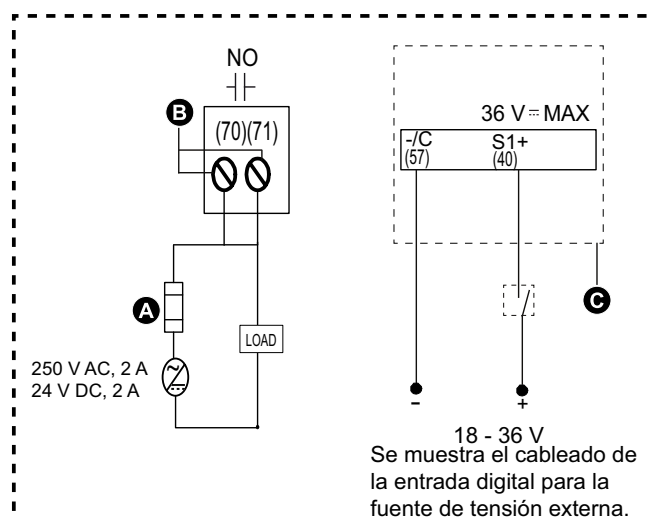 NO
B
(70)(71)
A
LOAD
250 V AC, 2 A
24 V DC, 2 A
36 V ⎓ MAX
-/C S1+
(57) (40)
C
- +
18 - 36 V
Se muestra el cableado de
la entrada digital para la
fuente de tensión externa.